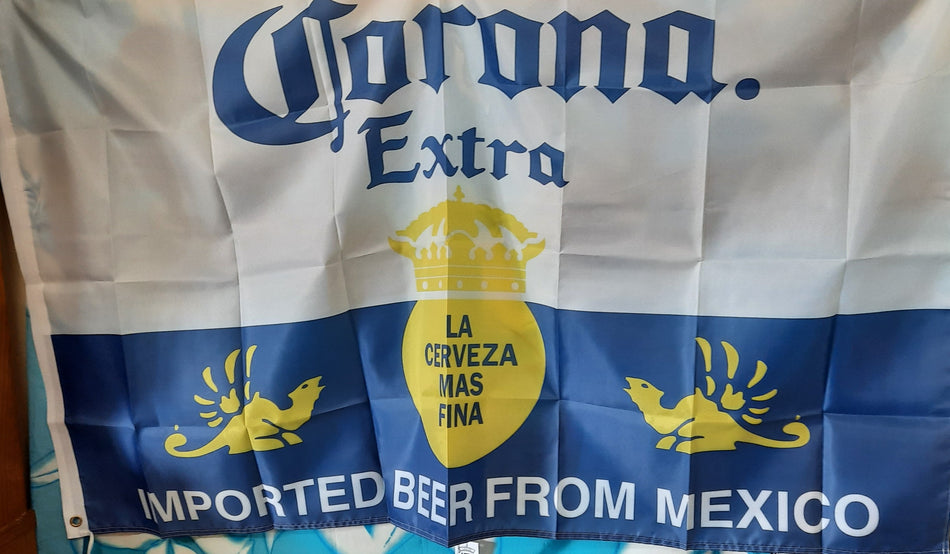 Corona.
Extra
LA
CERVEZA
MAS
FINA
IMPORTED BEER FROM MEXICO